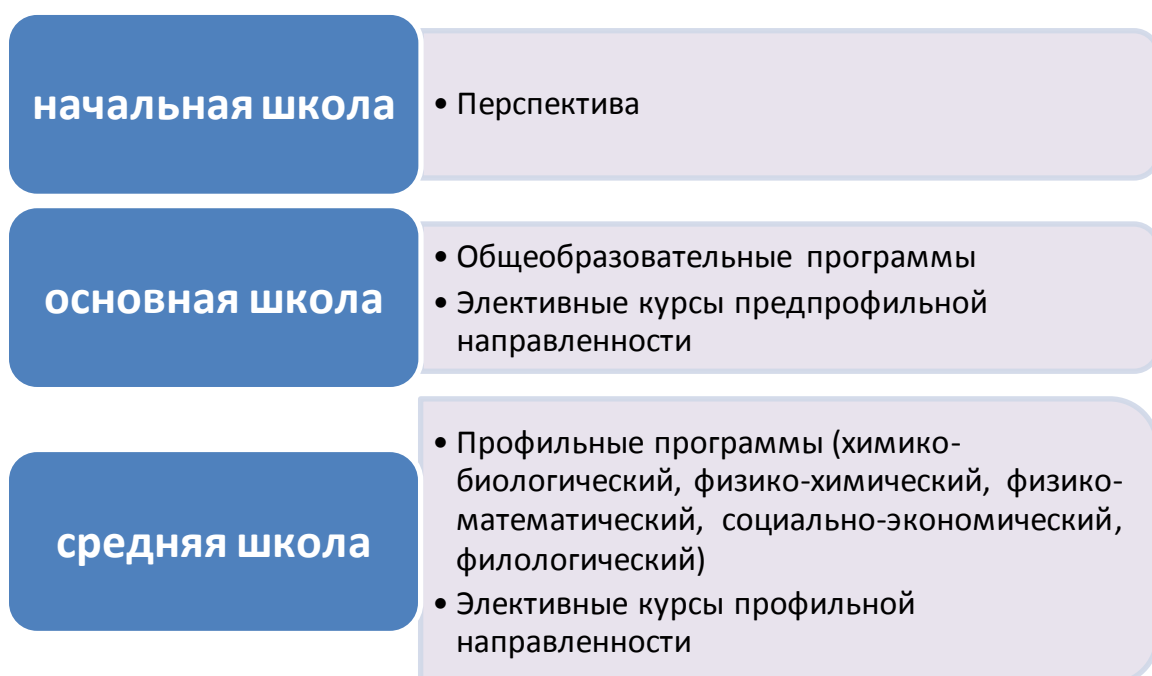 начальная школа
• Перспектива
основная школа
• Общеобразовательные программы
• Элективные курсы предпрофильной
направленности
средняя школа
• Профильные программы (химико-
биологический, физико-химический, физико-
математический, социально-экономический,
филологический)
• Элективные курсы профильной
направленности